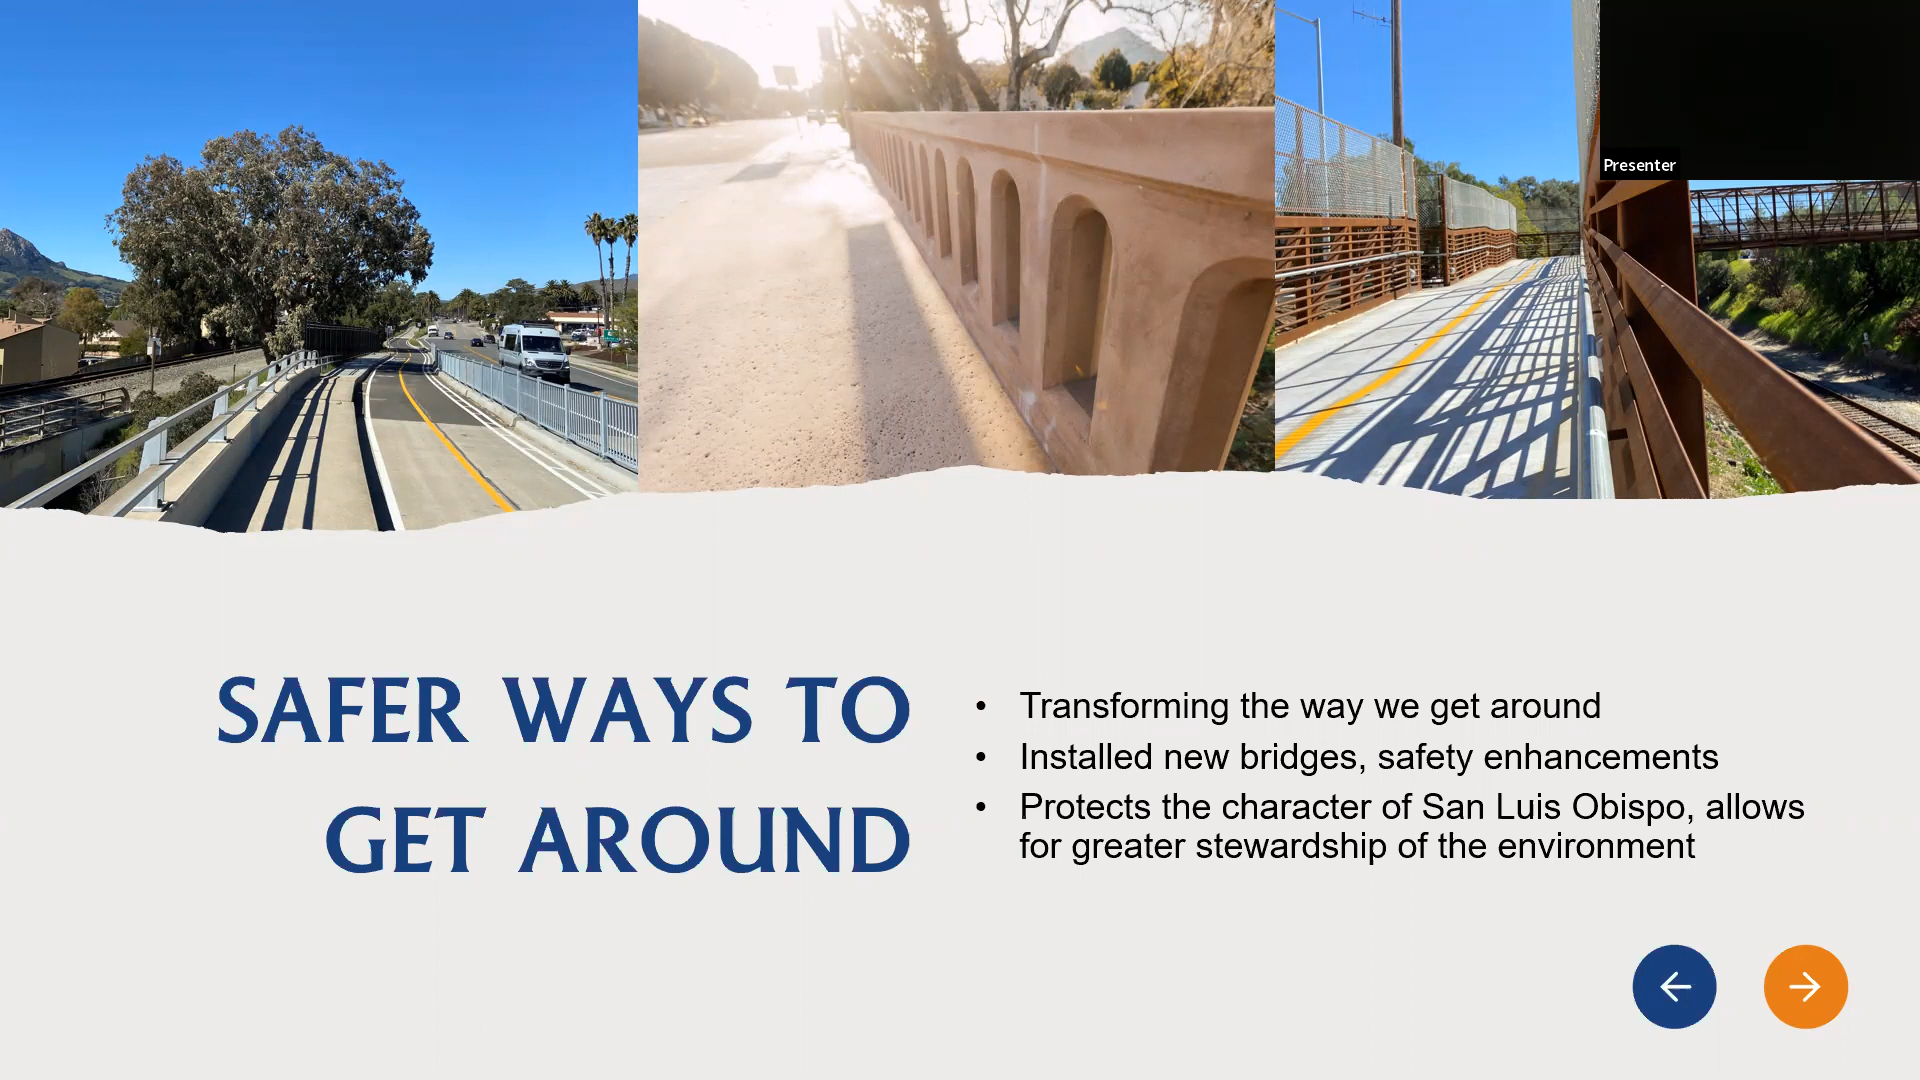 Presenter
SAFER WAYS TO
GET AROUND
• Transforming the way we get around
• Installed new bridges, safety enhancements
• Protects the character of San Luis Obispo, allows
for greater stewardship of the environment